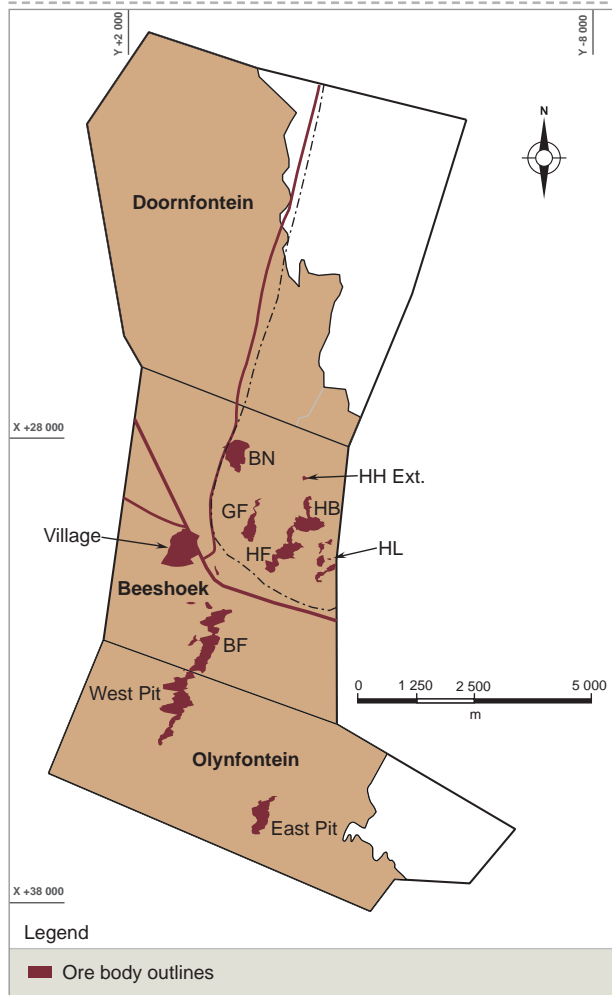 Y +2 000
Y -8 000
N
Doornfontein
X +28 000
BN
HH Ext.
GF
HB
Village
HF
HL
Beeshoek
BF
0 1 250 2 500 5 000
m
West Pit
Olynfontein
East Pit
X +38 000
Legend
Ore body outlines